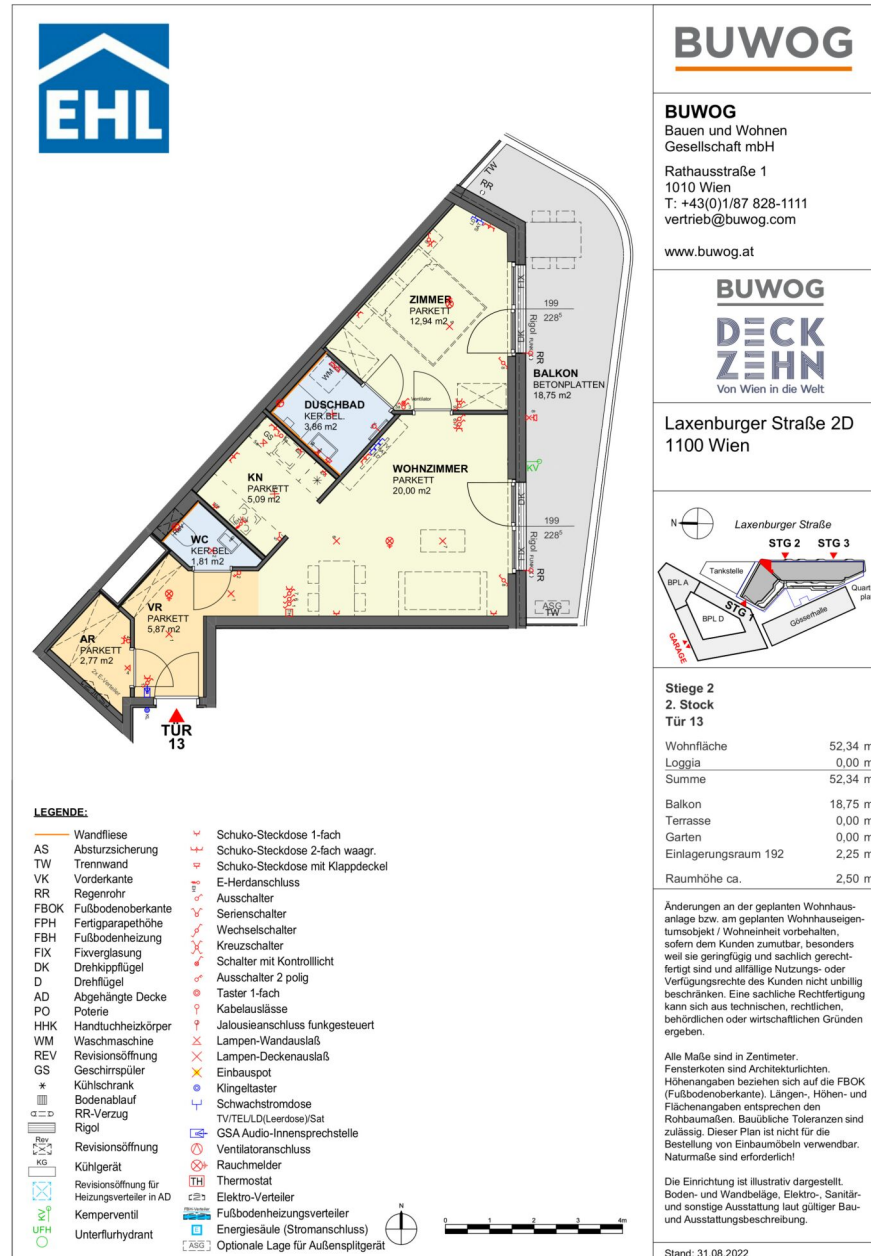 EHL
BUWOG
BUWOG
Bauen und Wohnen
Gesellschaft mbH
Rathausstraße 1
1010 Wien
T: +43(0)1/87 828-1111
vertrieb@buwog.com
www.buwog.at
BUWOG
DECK
ZEHN
Von Wien in die Welt
Laxenburger Straße 2D
1100 Wien
N
Laxenburger Straße
STG 2
STG 3
Tankstelle
BPL A
BPL D
STG 1
Gösserhalle
GARAGE
Stiege 2
2. Stock
Tür 13
Wohnfläche 52,34 m
Loggia 0,00 m
Summe 52,34 m
Balkon 18,75 m
Terrasse 0,00 m
Garten 0,00 m
Einlagerungsraum 192 2,25 m
Raumhöhe ca. 2,50 m
Änderungen an der geplanten Wohnhaus-
anlage bzw. am geplanten Wohnhauseigen-
tumsobjekt / Wohneinheit vorbehalten,
sofern dem Kunden zumutbar, besonders
weil sie geringfügig und sachlich gerecht-
fertigt sind und allfällige Nutzungs- oder
Verfügungsrechte des Kunden nicht unbillig
beschränken. Eine sachliche Rechtfertigung
kann sich aus technischen, rechtlichen,
behördlichen oder wirtschaftlichen Gründen
ergeben.
Alle Maße sind in Zentimeter.
Fensterkoten sind Architekturlichten.
Höhenangaben beziehen sich auf die FBOK
(Fußbodenoberkante). Längen-, Höhen- und
Flächenangaben entsprechen den
Rohbaumaßen. Bauübliche Toleranzen sind
zulässig. Dieser Plan ist nicht für die
Bestellung von Einbaumöbeln verwendbar.
Naturmaße sind erforderlich!
Die Einrichtung ist illustrativ dargestellt.
Boden- und Wandbeläge, Elektro-, Sanitär-
und sonstige Ausstattung laut gültiger Bau-
und Ausstattungsbeschreibung.
Stand: 31.08.2022
TW
RR
ZIMMER
PARKETT
12,94 m2
FIX
199
228⁵
DK
Rigol
RR
BALKON
BETONPLATTEN
18,75 m2
WM
DUSCHBAD
KER.BEL.
3,86 m2
Ventilator
GS
KN
PARKETT
5,09 m2
WOHNZIMMER
PARKETT
20,00 m2
KV
DK
199
228⁵
FIX
Rigol
RR
ASG
TW
WC
KER.BEL.
1,81 m2
VR
PARKETT
5,87 m2
AR
PARKETT
2,77 m2
2x E-Verteiler
TÜR
13
LEGENDE:
Wandfliese
AS Absturzsicherung
TW Trennwand
VK Vorderkante
RR Regenrohr
FBOK Fußbodenoberkante
FPH Fertigparapethöhe
FBH Fußbodenheizung
FIX Fixverglasung
DK Drehkippflügel
D Drehflügel
AD Abgehängte Decke
PO Poterie
HHK Handtuchheizkörper
WM Waschmaschine
REV Revisionsöffnung
GS Geschirrspüler
* Kühlschrank
Bodenablauf
RR-Verzug
Rigol
Rev Revisionsöffnung
KG Kühlgerät
Revisionsöffnung für
Heizungsverteiler in AD
KV Kemperventil
UFH Unterflurhydrant
Schuko-Steckdose 1-fach
Schuko-Steckdose 2-fach waagr.
Schuko-Steckdose mit Klappdeckel
E-Herdanschluss
Ausschalter
Serienschalter
Wechselschalter
Kreuzschalter
Schalter mit Kontrolllicht
Ausschalter 2 polig
Taster 1-fach
Kabelauslässe
Jalousieanschluss funkgesteuert
Lampen-Wandauslaß
Lampen-Deckenauslaß
Einbauspot
Klingeltaster
Schwachstromdose
TV/TEL/LD(Leerdose)/Sat
GSA Audio-Innensprechstelle
Ventilatoranschluss
Rauchmelder
TH Thermostat
Elektro-Verteiler
Fußbodenheizungsverteiler
Energiesäule (Stromanschluss)
ASG Optionale Lage für Außensplitgerät
N
0 1 2 3 4m